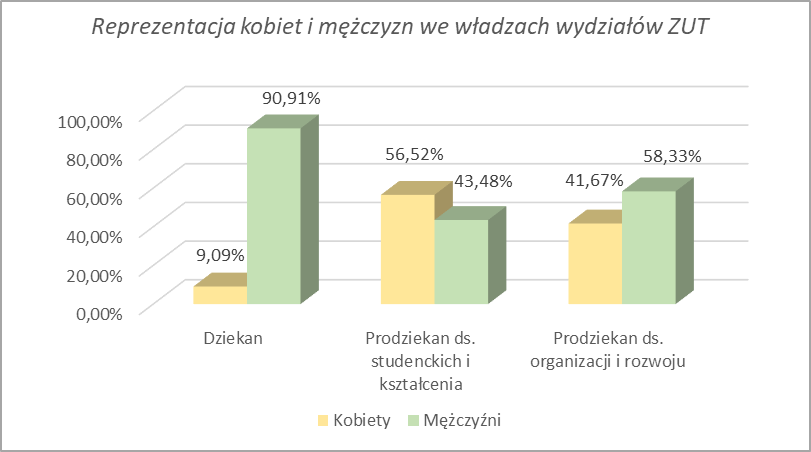 Reprezentacja kobiet i mężczyzn we władzach wydziałów ZUT
100,00%
80,00%
60,00%
40,00%
20,00%
0,00%
9,09%
90,91%
56,52%
43,48%
41,67%
58,33%
Dziekan
Prodziekan ds.
studenckich i
kształcenia
Prodziekan ds.
organizacji i rozwoju
Kobiety
Mężczyźni